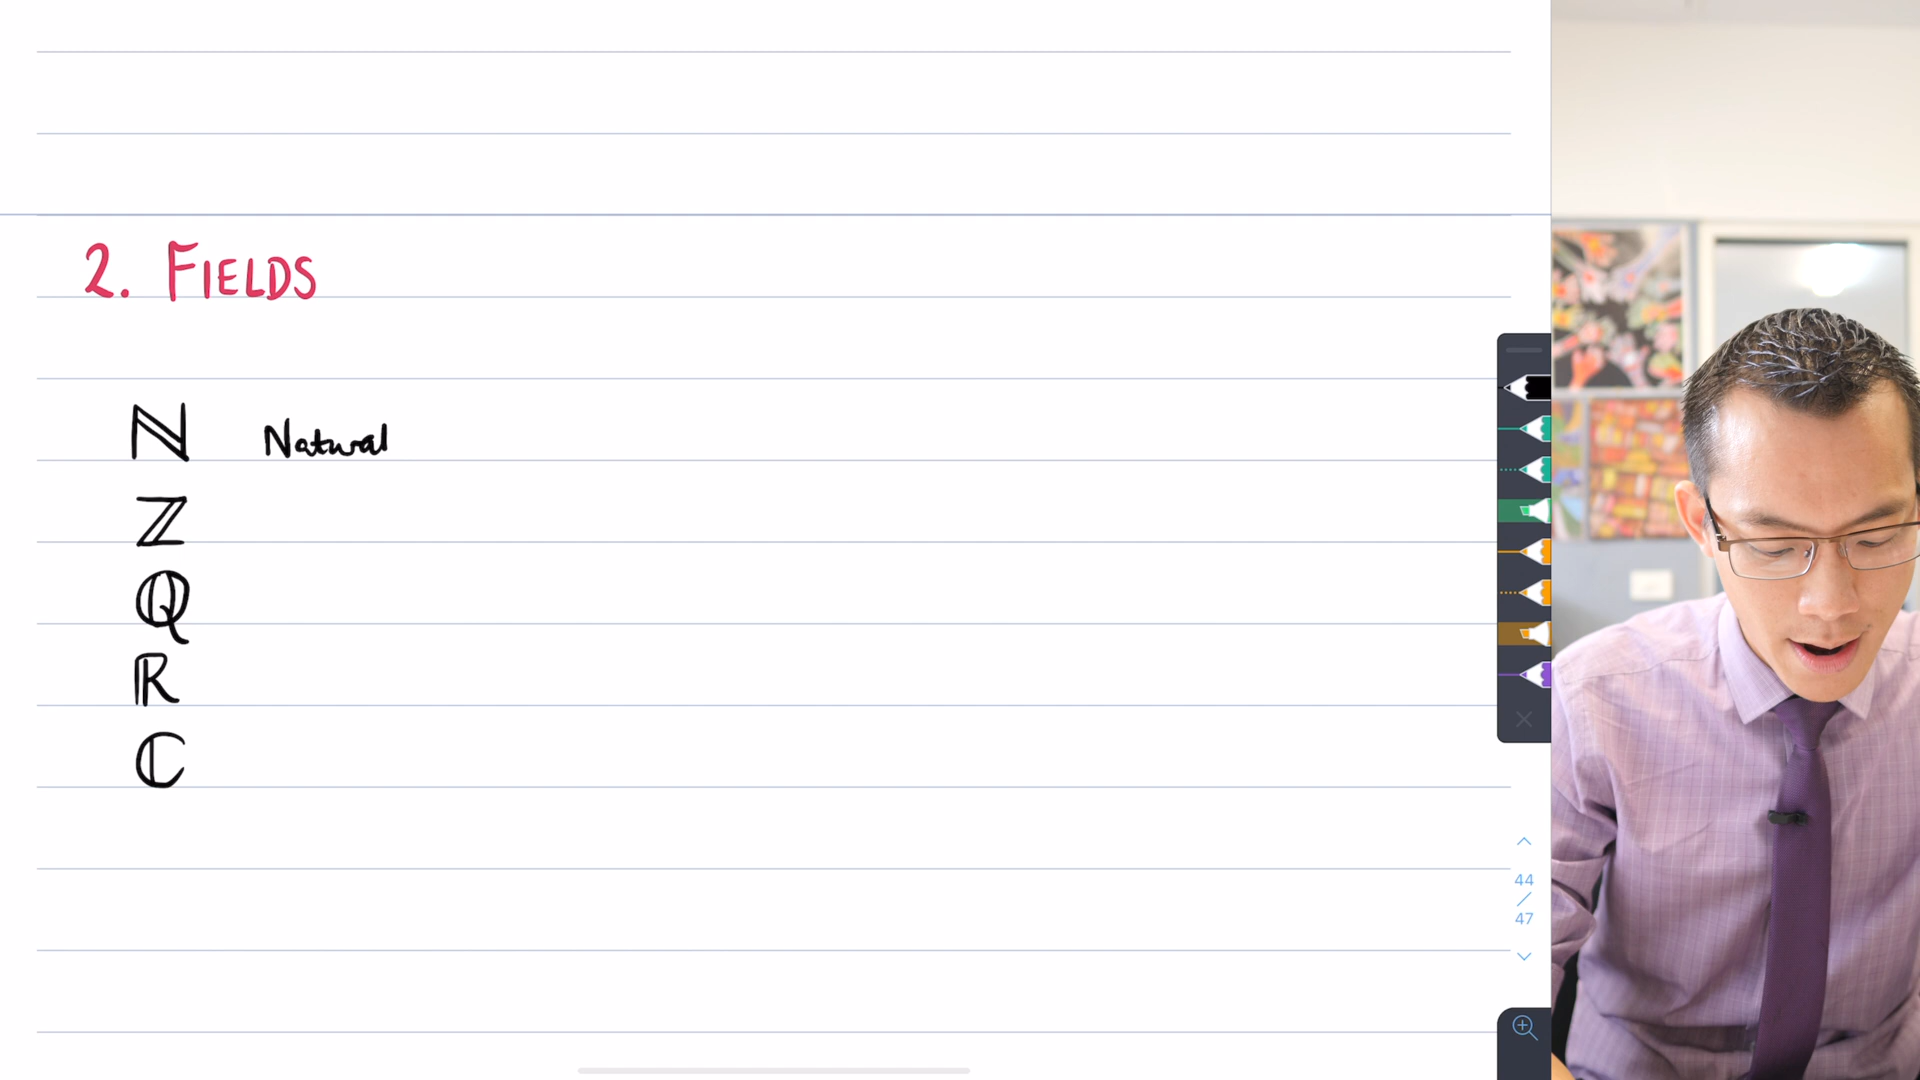 2. FIELDS
ℕ Natural
ℤ
ℚ
ℝ
ℂ
44
/
47